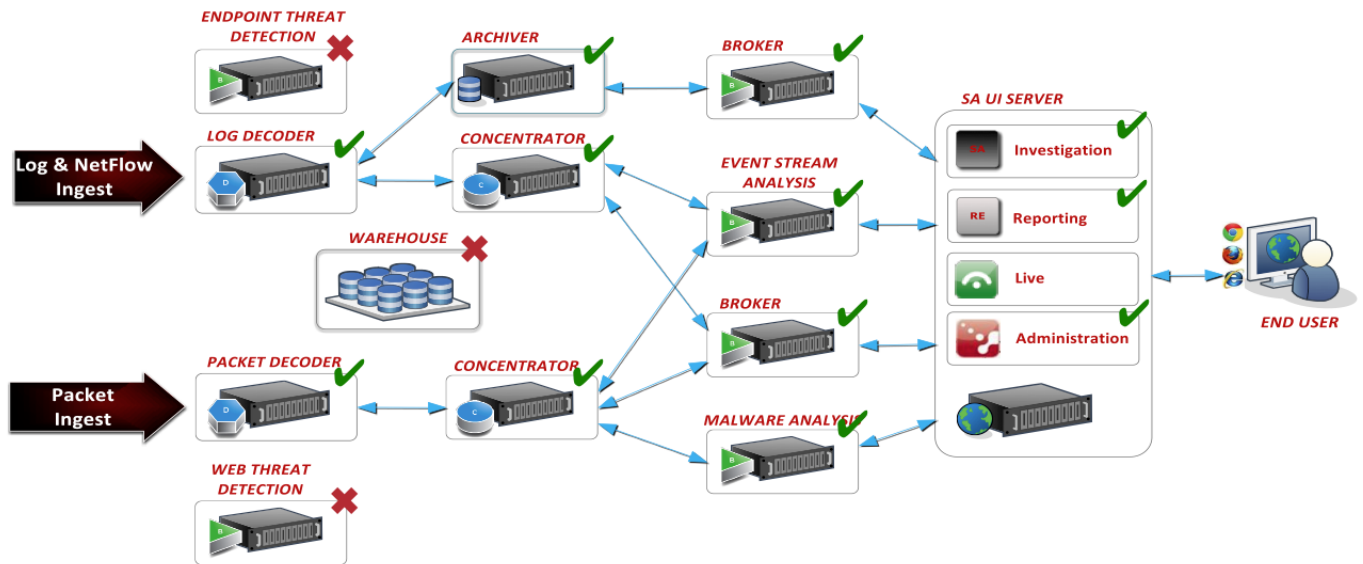 ENDPOINT THREAT
DETECTION
B
ARCHIVER
BROKER
B
SA UI SERVER
Log & NetFlow
Ingest
LOG DECODER
D
CONCENTRATOR
C
EVENT STREAM
ANALYSIS
B
SA
Investigation
RE
Reporting
Live
Administration
WAREHOUSE
BROKER
B
END USER
Packet
Ingest
PACKET DECODER
D
CONCENTRATOR
C
MALWARE ANALYSIS
B
WEB THREAT
DETECTION
B